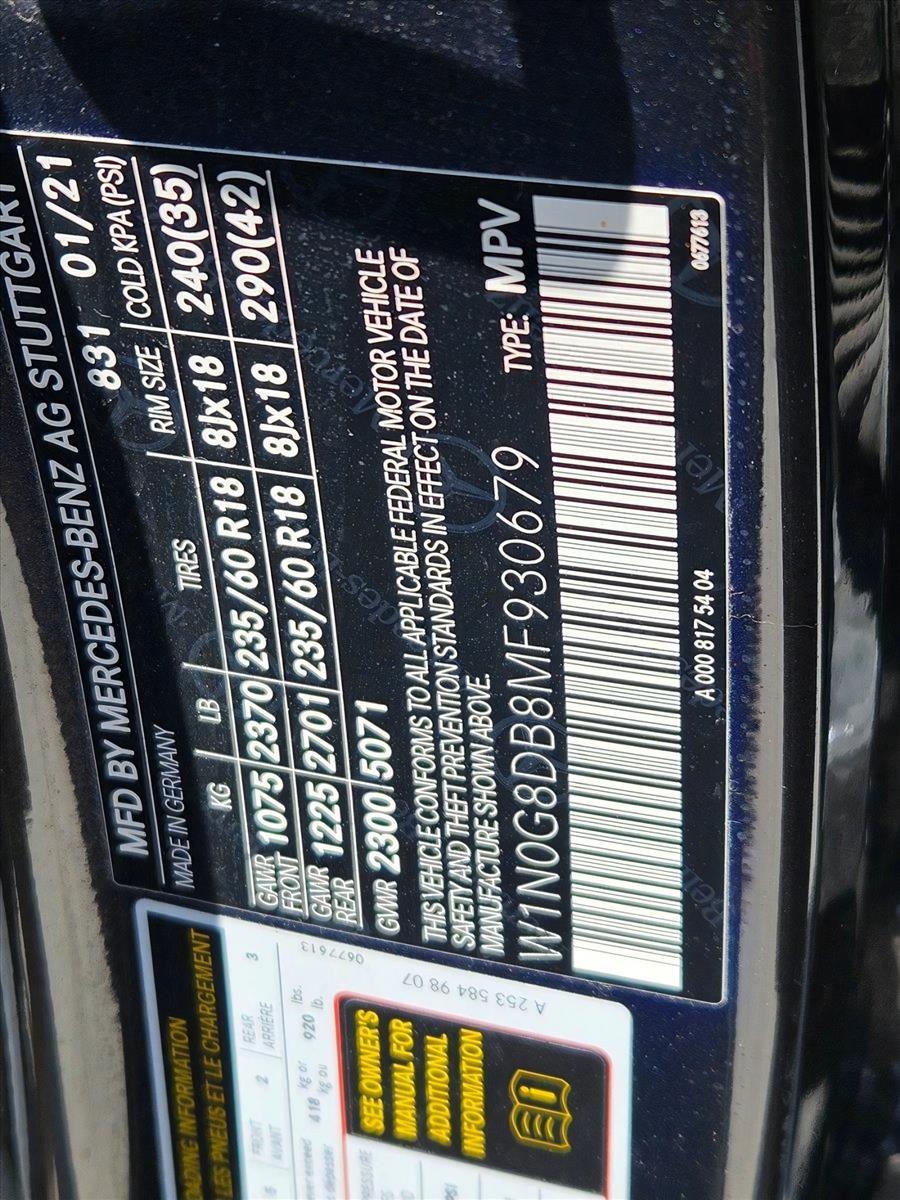 MFD BY MERCEDES-BENZ AG STUTTGART
MADE IN GERMANY 831 01/21
KG LB TIRES RIM SIZE COLD KPA(PSI)
GAWR FRONT 1075 2370 235/60 R18 8Jx18 240(35)
GAWR REAR 1225 2701 235/60 R18 8Jx18 290(42)
GVWR 2300 5071
THIS VEHICLE CONFORMS TO ALL APPLICABLE FEDERAL MOTOR VEHICLE
SAFETY AND THEFT PREVENTION STANDARDS IN EFFECT ON THE DATE OF
MANUFACTURE SHOWN ABOVE.
W1N0G8DB8MF930679 TYPE: MPV
A 000 817 54 04 0677613
INFORMATION
PNEUS ET LE CHARGEMENT
FRONT 2 REAR 3
AVANT ARRIÈRE
418 kg or 920 lbs.
kg ou lb.
0677613
SEE OWNER'S
MANUAL FOR
ADDITIONAL
INFORMATION
A 253 584 98 07
PSI